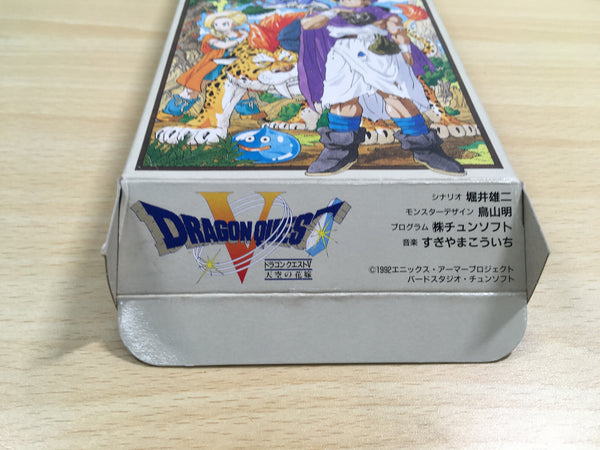 DRAGON QUEST
V
ドラゴンクエストV
天空の花嫁
シナリオ 堀井雄二
モンスターデザイン 鳥山明
プログラム ㈱チュンソフト
音楽 すぎやまこういち
©1992エニックス・アーマープロジェクト
バードスタジオ・チュンソフト